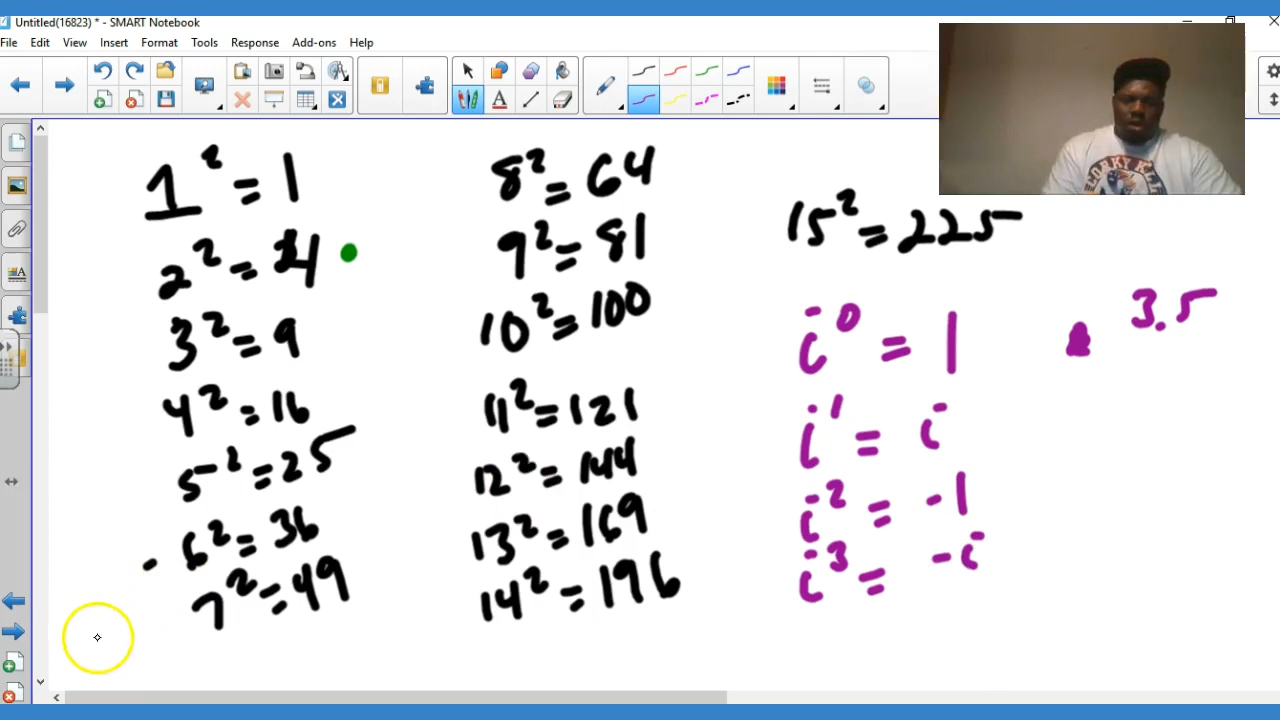 Untitled(16823) * - SMART Notebook
File Edit View Insert Format Tools Response Add-ons Help
1² = 1
2² = 4
3² = 9
4² = 16
5² = 25
6² = 36
7² = 49
8² = 64
9² = 81
10² = 100
11² = 121
12² = 144
13² = 169
14² = 196
15² = 225
i⁰ = 1
i¹ = i
i² = -1
i³ = -i
3.5